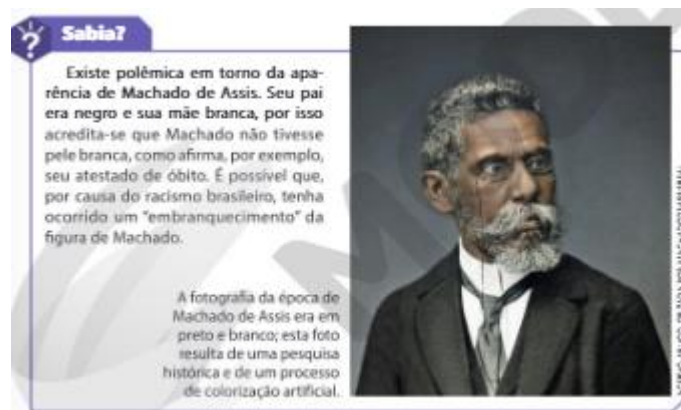 ?
Sabia?
Existe polêmica em torno da apa-
rência de Machado de Assis. Seu pai
era negro e sua mãe branca, por isso
acredita-se que Machado não tivesse
pele branca, como afirma, por exemplo,
seu atestado de óbito. É possível que,
por causa do racismo brasileiro, tenha
ocorrido um "embranquecimento" da
figura de Machado.
A fotografia da época de
Machado de Assis era em
preto e branco; esta foto
resulta de uma pesquisa
histórica e de um processo
de colorização artificial.